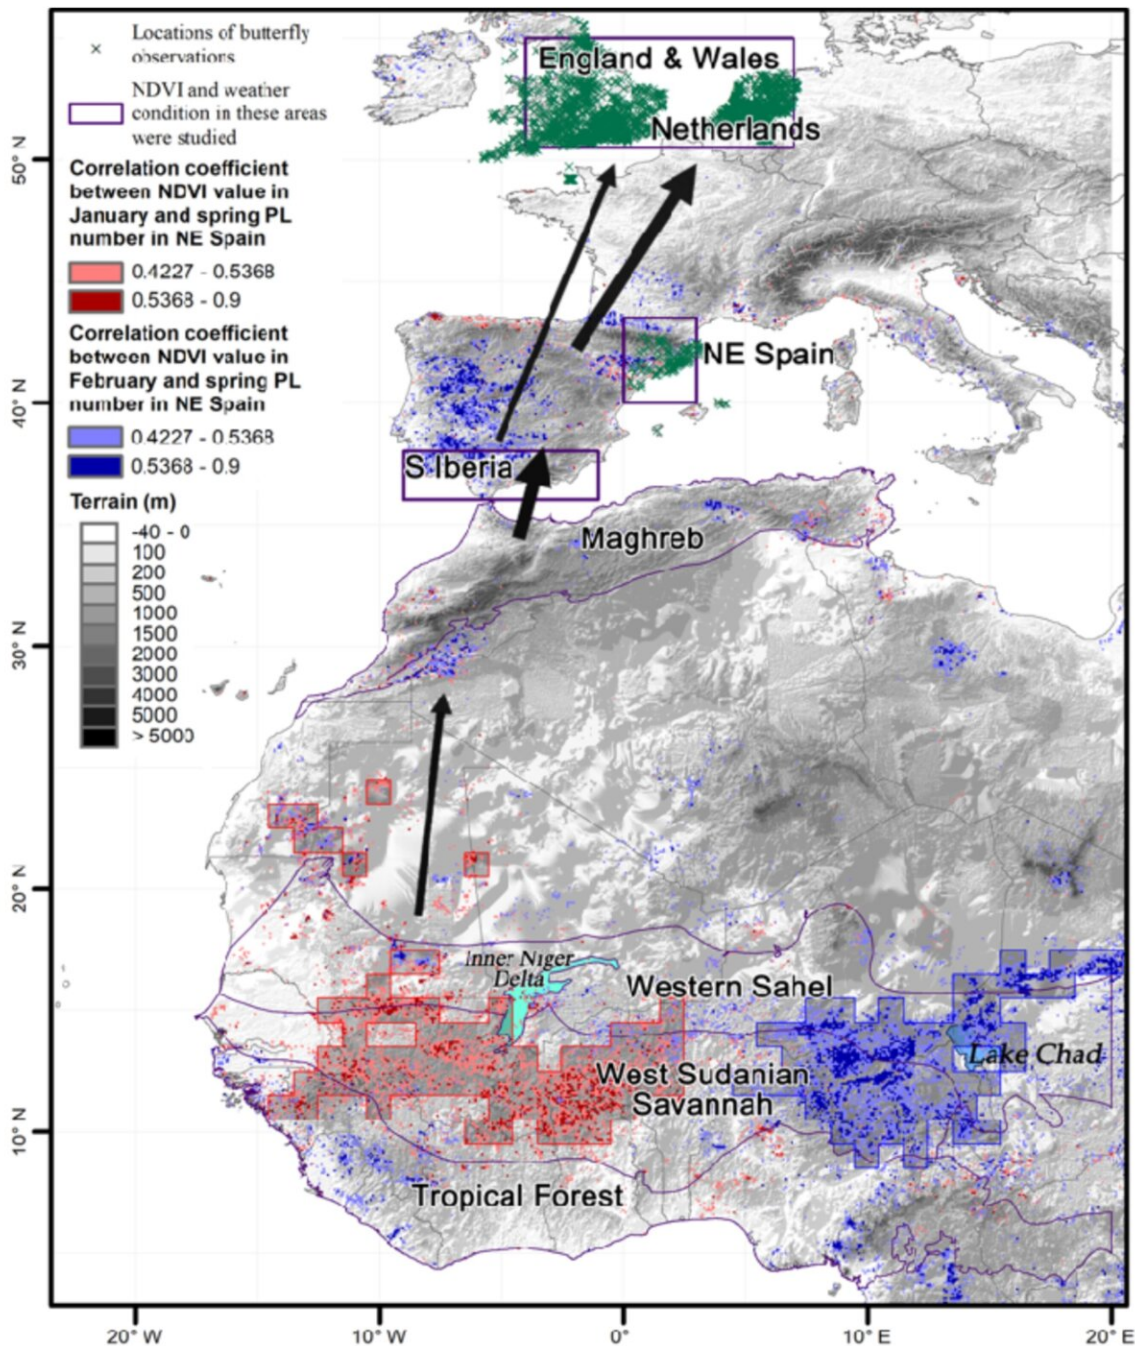 Locations of butterfly
observations
NDVI and weather
condition in these areas
were studied
Correlation coefficient
between NDVI value in
January and spring PL
number in NE Spain
0.4227 - 0.5368
0.5368 - 0.9
Correlation coefficient
between NDVI value in
February and spring PL
number in NE Spain
0.4227 - 0.5368
0.5368 - 0.9
Terrain (m)
-40 - 0
100
200
500
1000
1500
2000
3000
4000
5000
> 5000
England & Wales
Netherlands
NE Spain
S Iberia
Maghreb
Inner Niger
Delta
Western Sahel
Lake Chad
West Sudanian
Savannah
Tropical Forest
50° N
40° N
30° N
20° N
10° N
20° W
10° W
0°
10° E
20° E